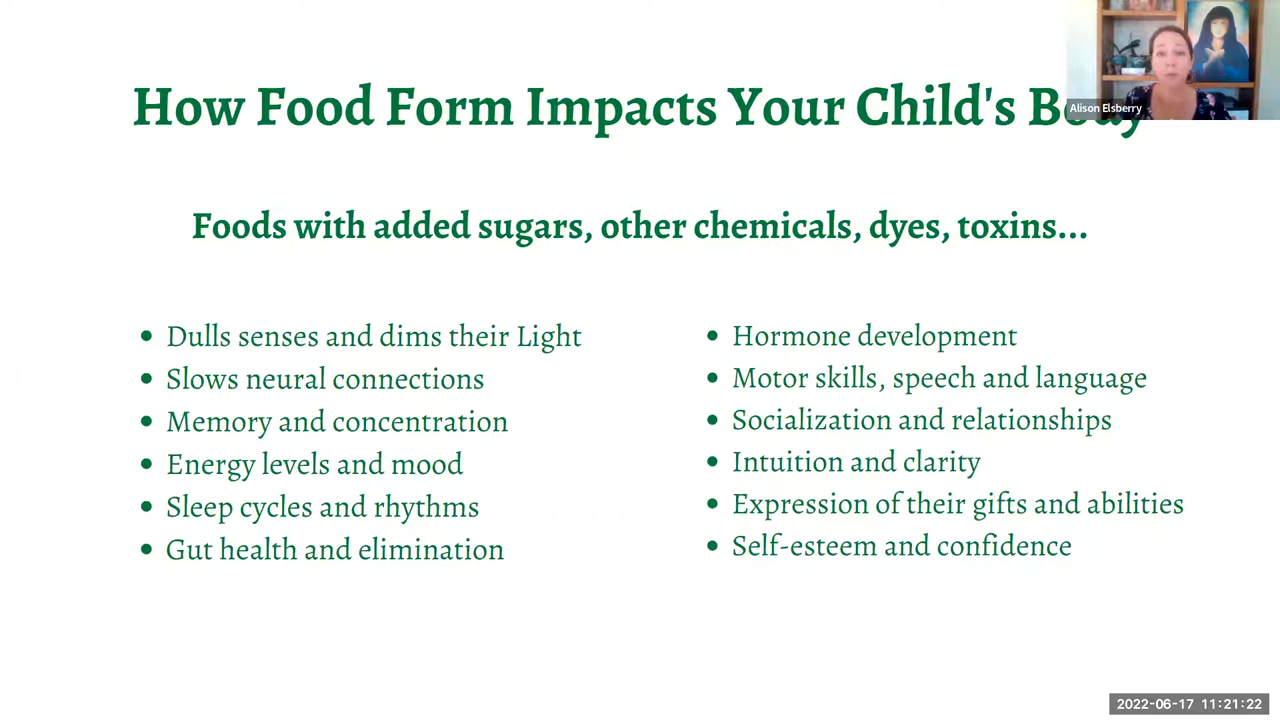 How Food Form Impacts Your Child's Body
Alison Elsberry
Foods with added sugars, other chemicals, dyes, toxins...
Dulls senses and dims their Light
Slows neural connections
Memory and concentration
Energy levels and mood
Sleep cycles and rhythms
Gut health and elimination
Hormone development
Motor skills, speech and language
Socialization and relationships
Intuition and clarity
Expression of their gifts and abilities
Self-esteem and confidence
2022-06-17 11:21:22